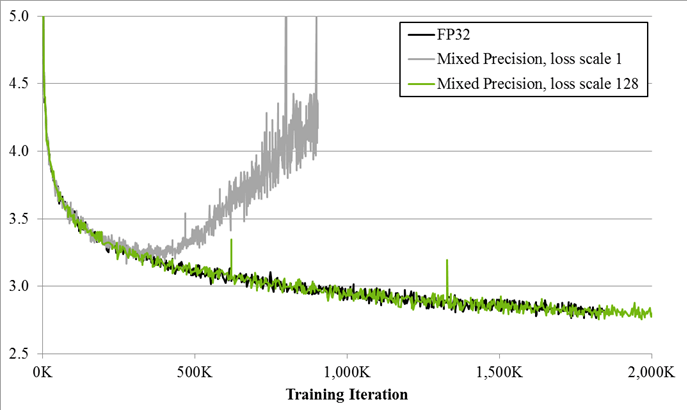 5.0
4.5
4.0
3.5
3.0
2.5
FP32
Mixed Precision, loss scale 1
Mixed Precision, loss scale 128
0K 500K 1,000K 1,500K 2,000K
Training Iteration